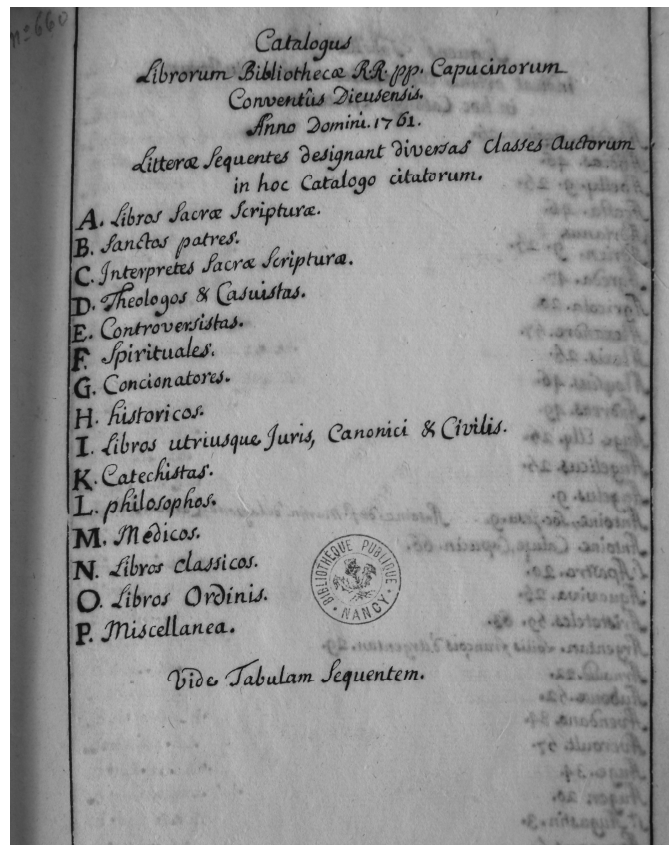 nº 660
Catalogus
Librorum Bibliothecæ RR. pp. Capucinorum
Conventûs Dieusensis.
Anno Domini. 1761.
Litteræ Sequentes designant diversas Classes Auctorum
in hoc Catalogo citatorum.
A. Libros Sacræ Scripturæ.
B. Sanctos patres.
C. Interpretes Sacræ Scripturæ.
D. Theologos & Casuistas.
E. Controversistas.
F. Spirituales.
G. Concionatores.
H. historicos.
I. Libros utriusque Juris, Canonici & Civilis.
K. Catechistas.
L. philosophos.
M. Medicos.
N. Libros classicos.
O. Libros Ordinis.
P. Miscellanea.
BIBLIOTHEQUE PUBLIQUE
NANCY
Vide Tabulam Sequentem.